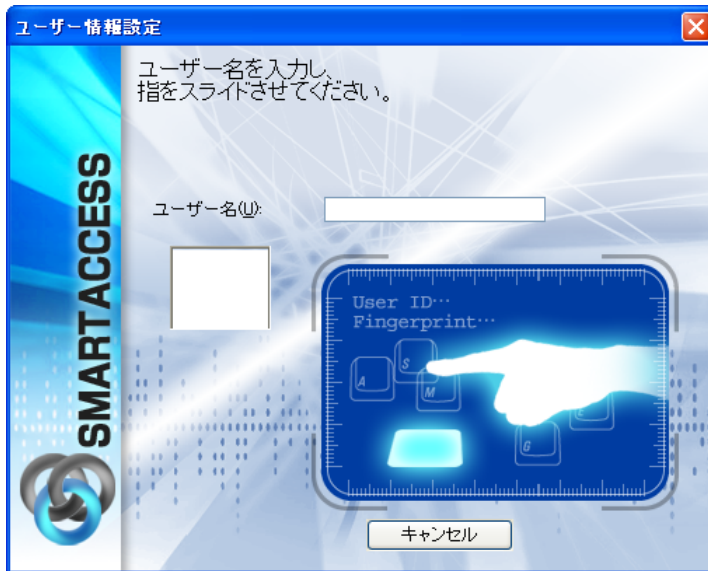 ユーザー情報設定
ユーザー名を入力し、
指をスライドさせてください。
SMARTACCESS
ユーザー名(U):
User ID…
Fingerprint…
S
A
M
E
G
キャンセル